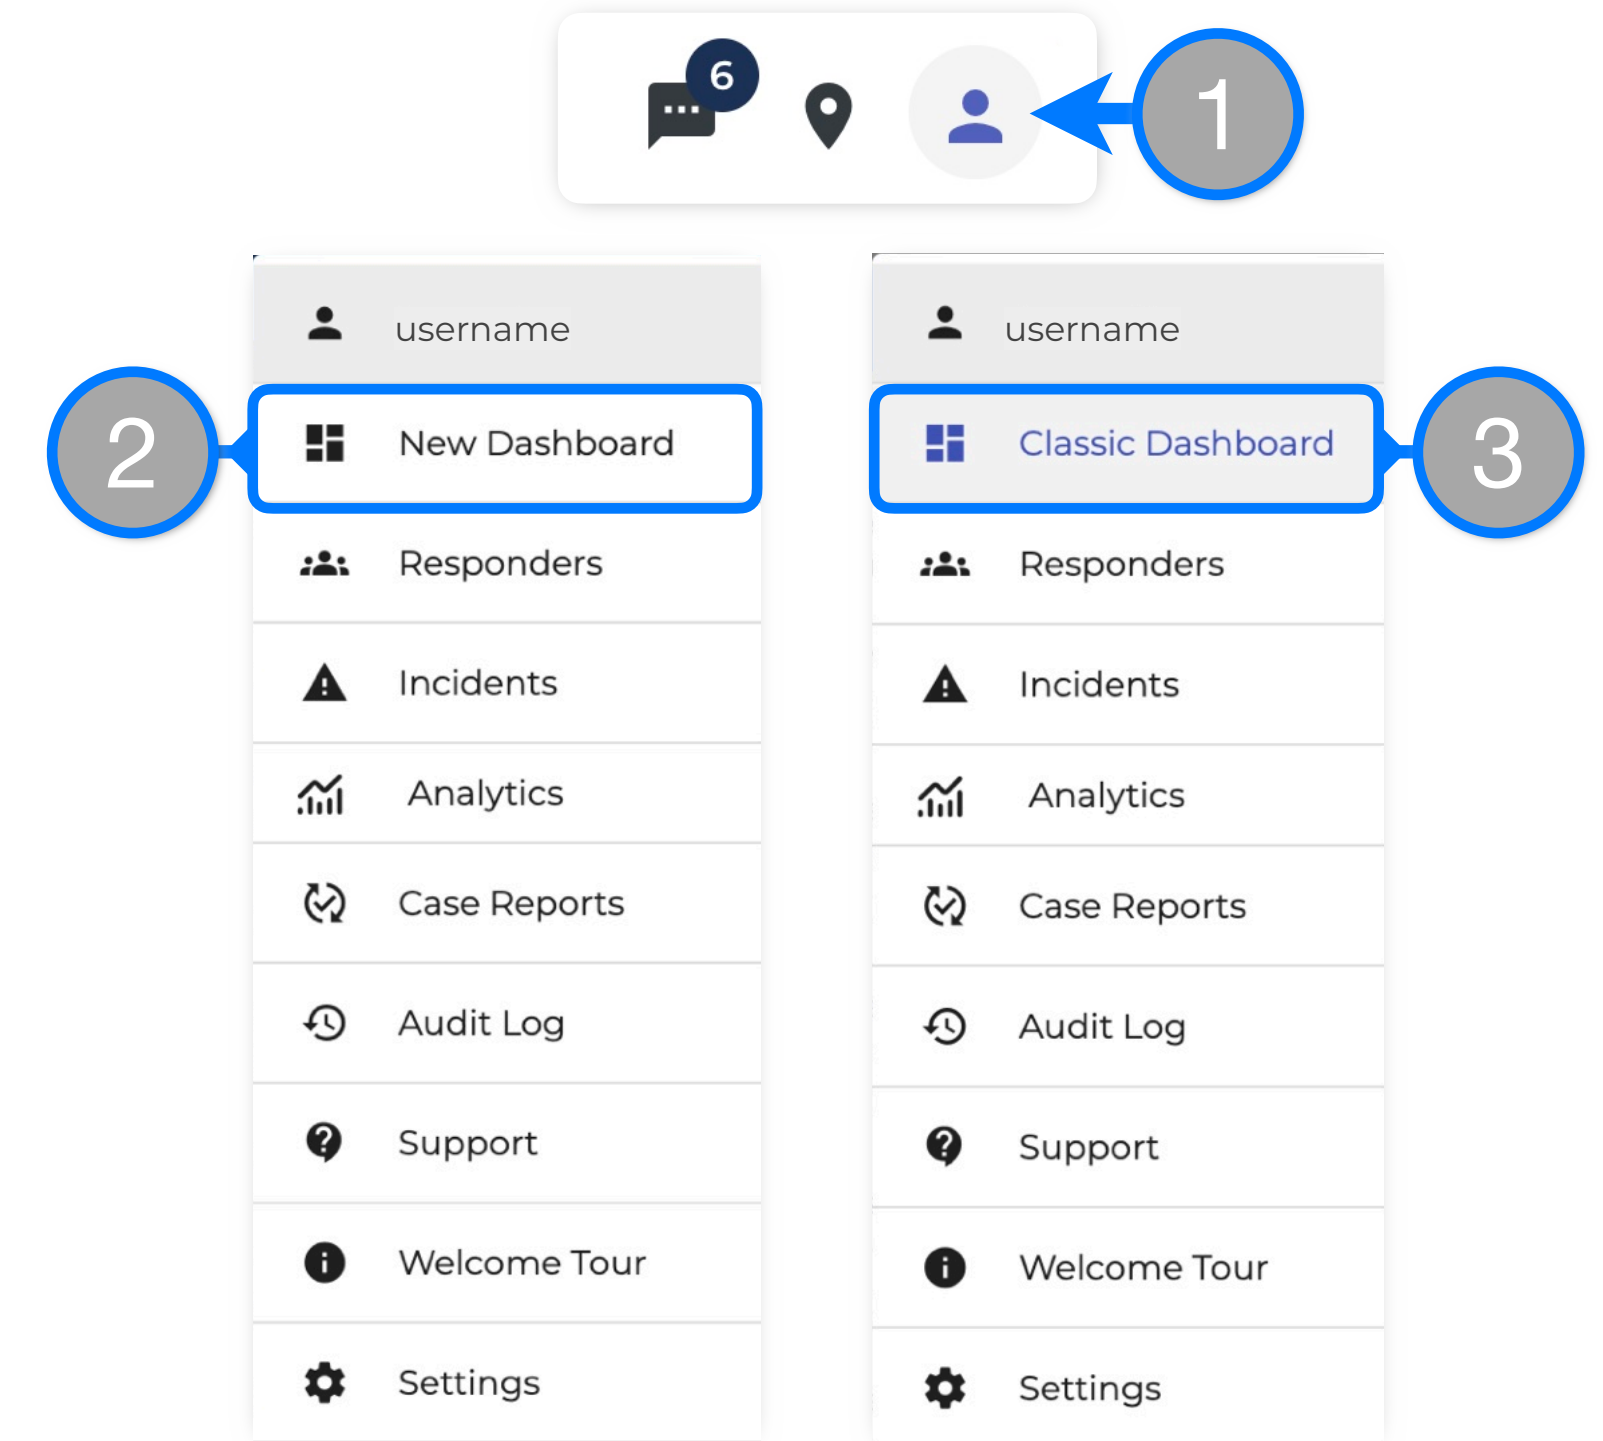 6
1
username
2
New Dashboard
Responders
Incidents
Analytics
Case Reports
Audit Log
Support
Welcome Tour
Settings
username
Classic Dashboard
3
Responders
Incidents
Analytics
Case Reports
Audit Log
Support
Welcome Tour
Settings